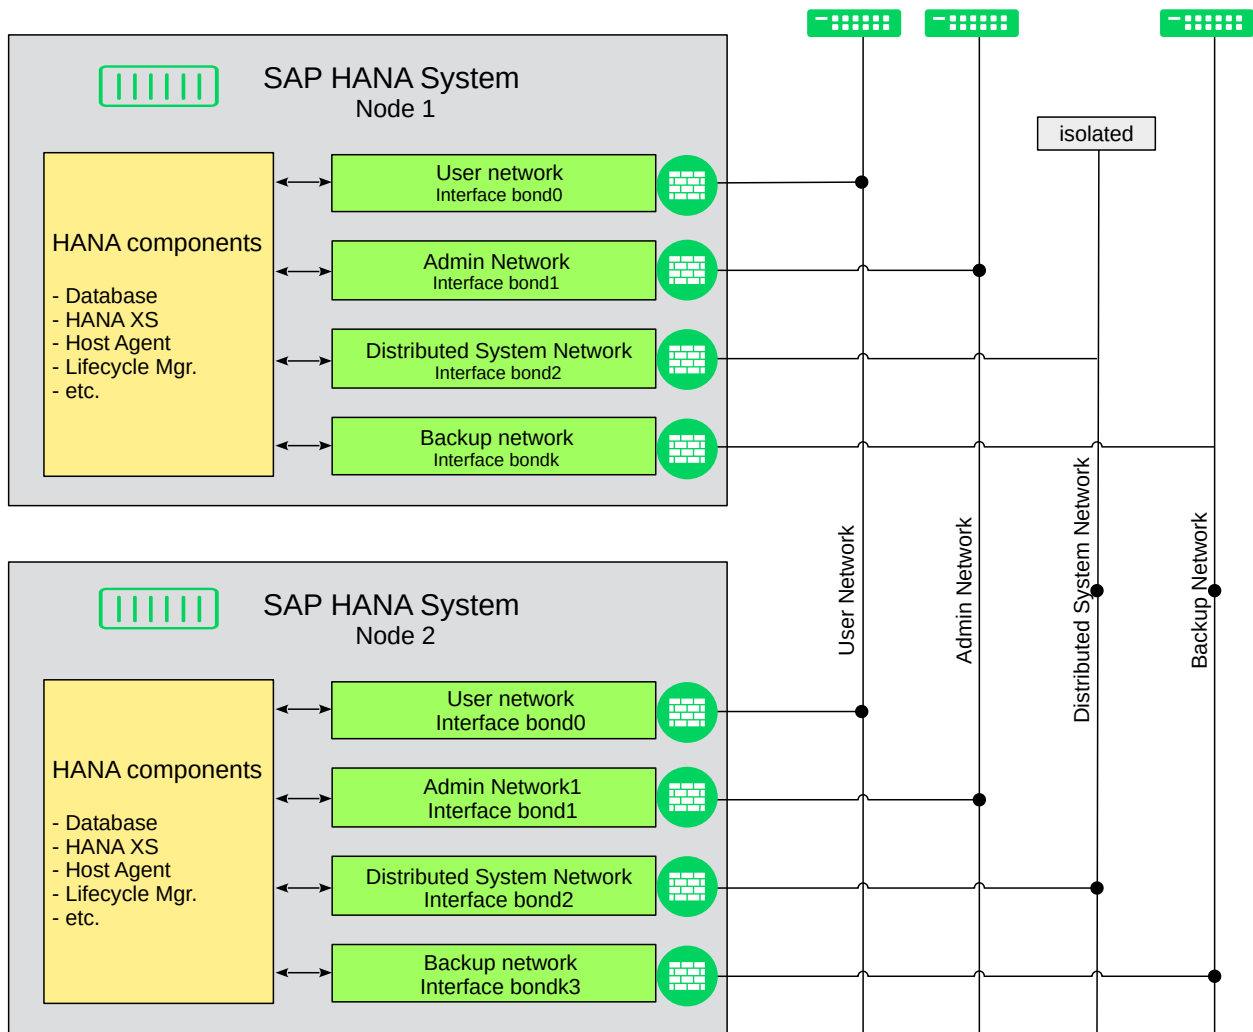 SAP HANA System
Node 1
isolated
User network
Interface bond0
HANA components
- Database
- HANA XS
- Host Agent
- Lifecycle Mgr.
- etc.
Admin Network
Interface bond1
Distributed System Network
Interface bond2
Backup network
Interface bondk
User Network
Admin Network
Distributed System Network
Backup Network
SAP HANA System
Node 2
User network
Interface bond0
HANA components
- Database
- HANA XS
- Host Agent
- Lifecycle Mgr.
- etc.
Admin Network1
Interface bond1
Distributed System Network
Interface bond2
Backup network
Interface bondk3